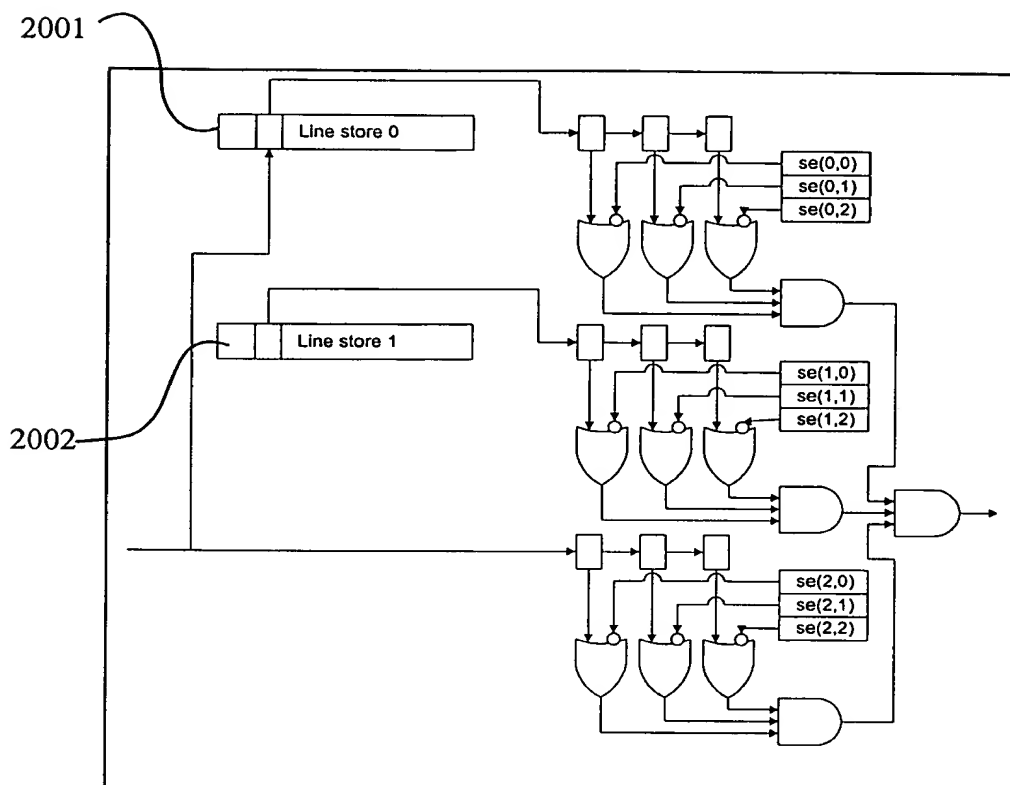 2001
Line store 0
se(0,0)
se(0,1)
se(0,2)
Line store 1
se(1,0)
se(1,1)
se(1,2)
2002
se(2,0)
se(2,1)
se(2,2)